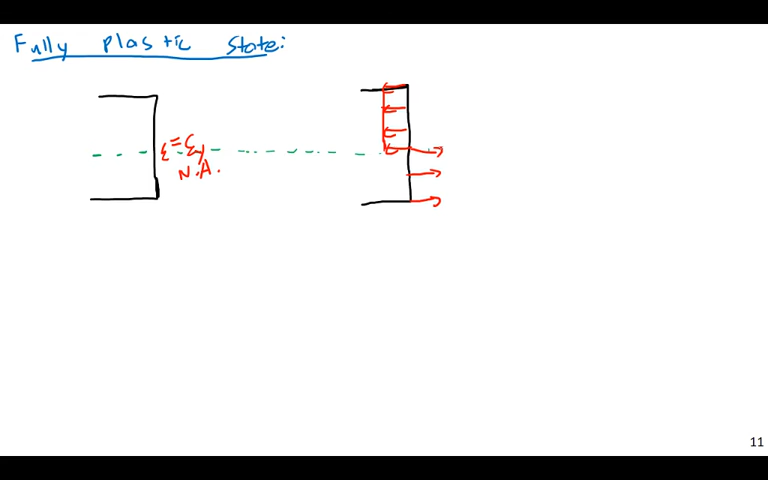 Fully plastic state:
ε = εy
N.A.
11